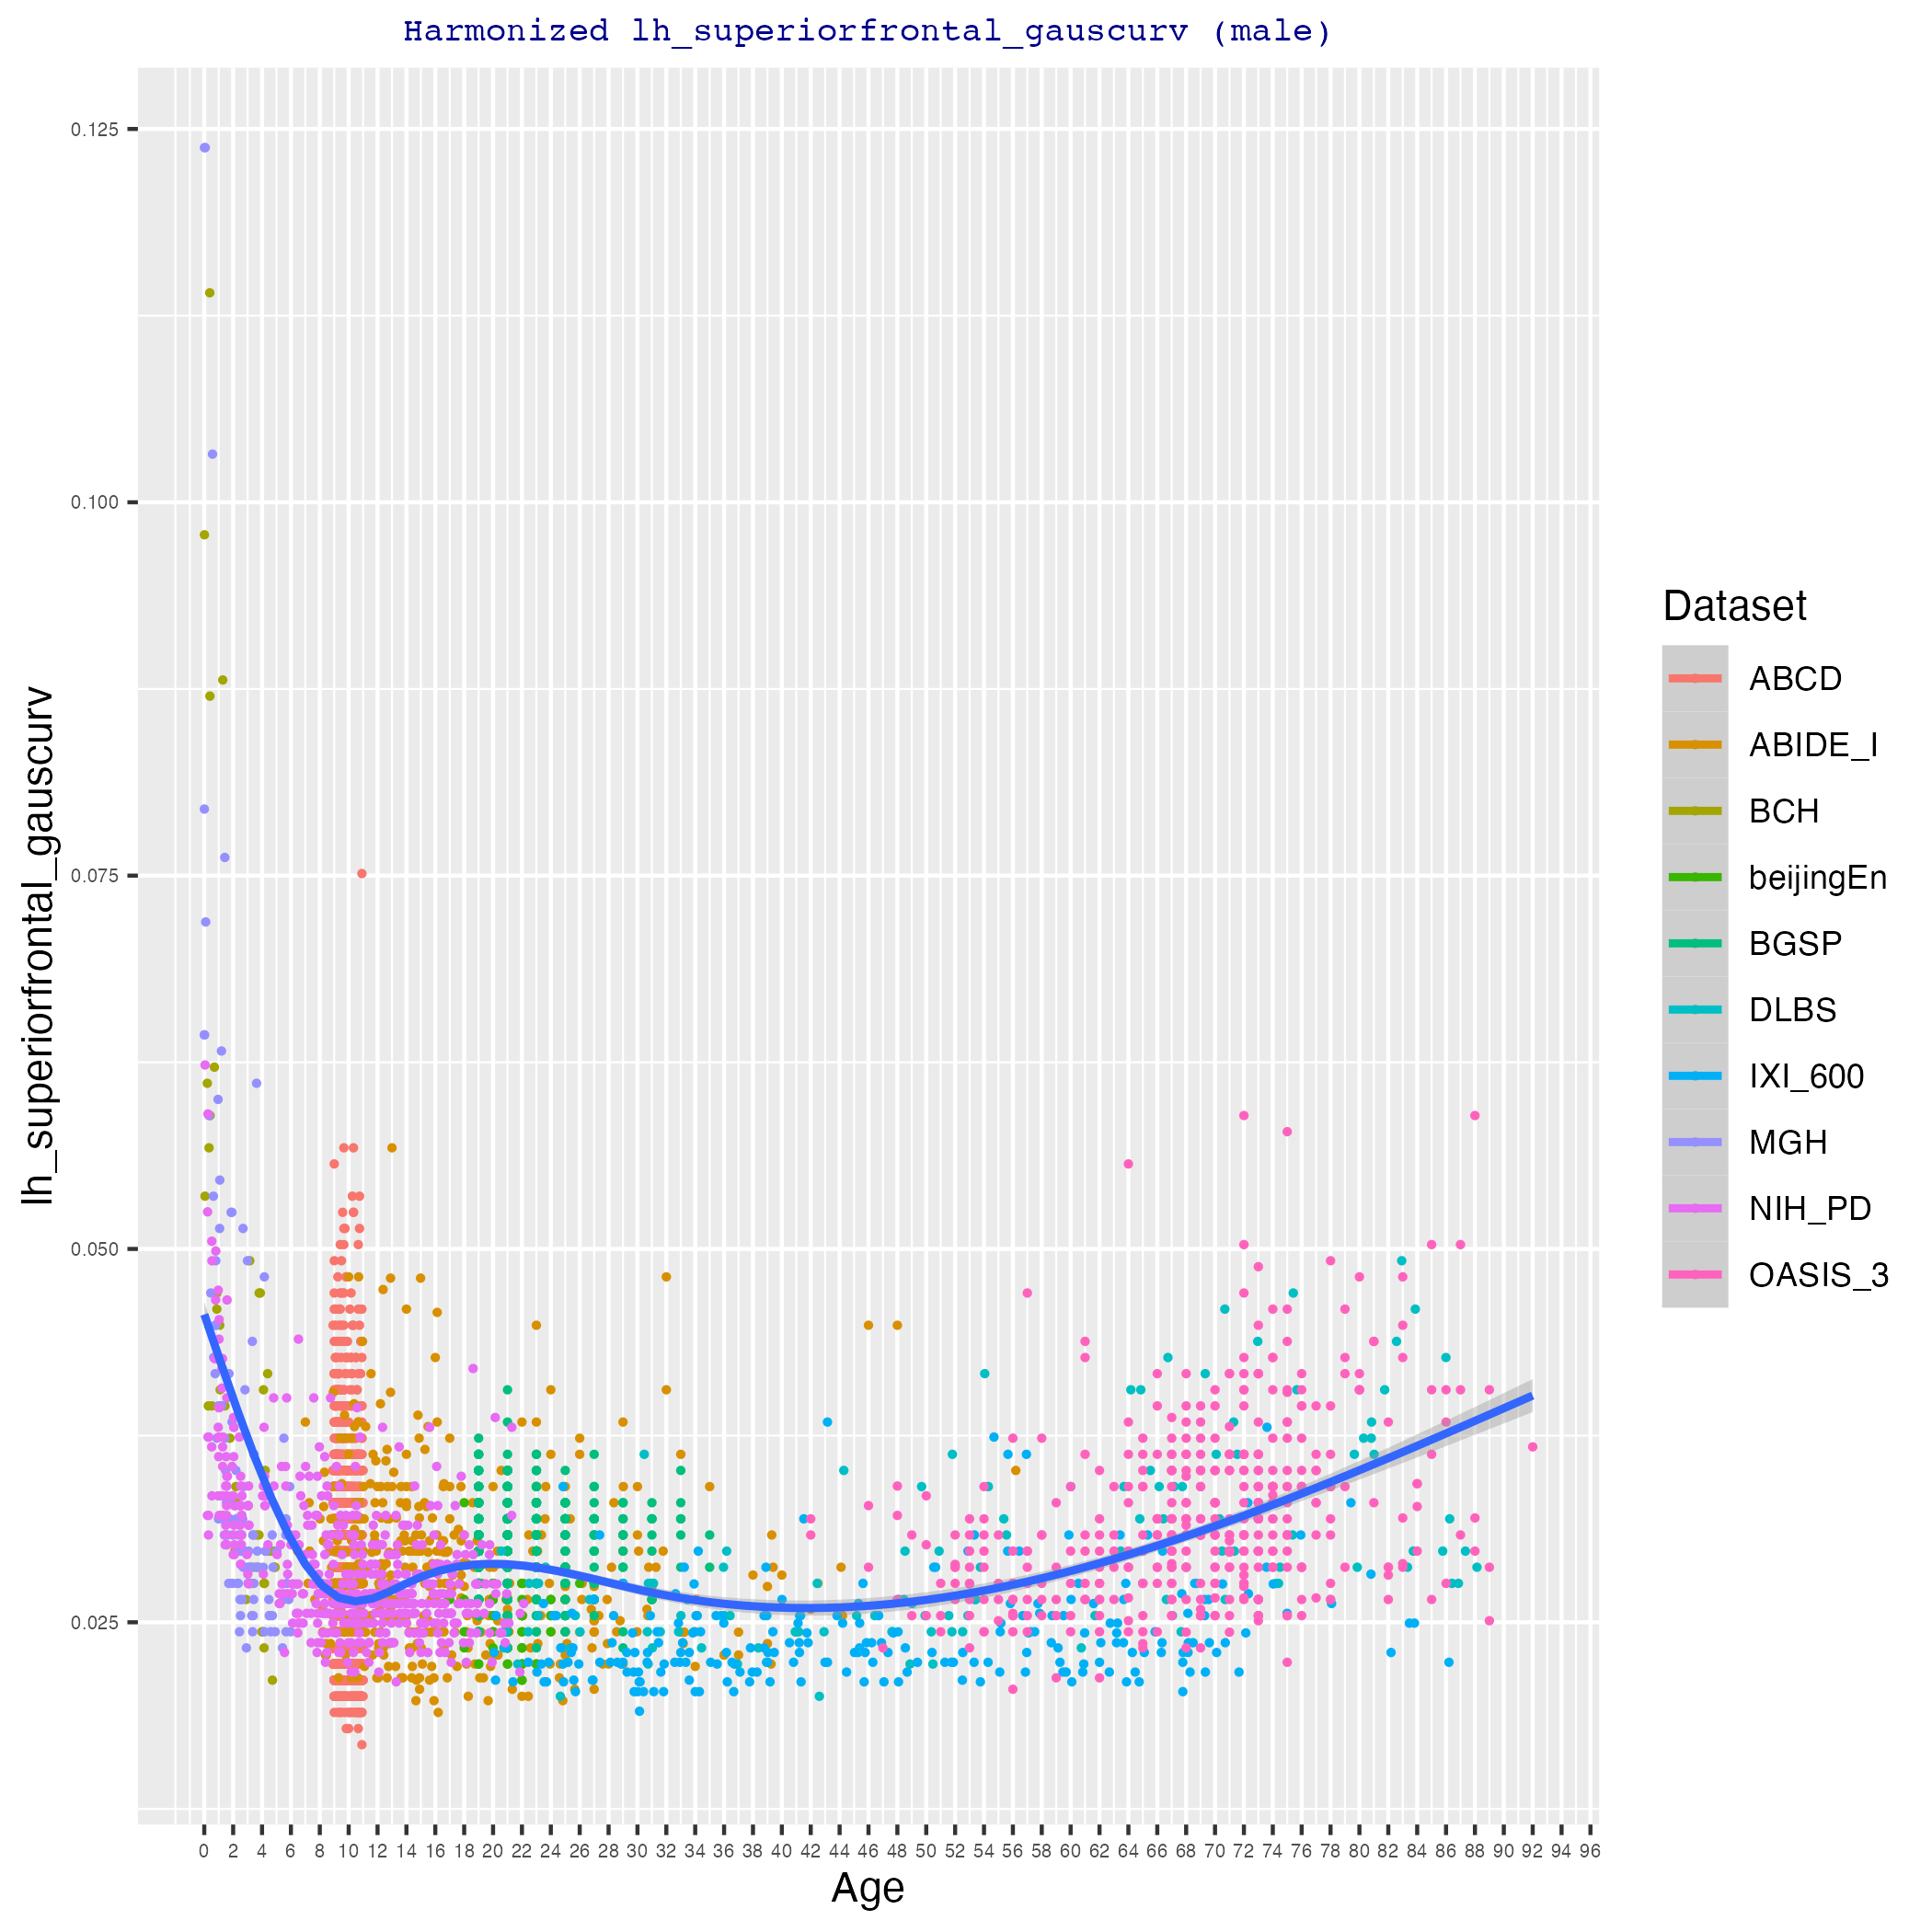 Harmonized lh_superiorfrontal_gauscurv (male)
lh_superiorfrontal_gauscurv
0.125
0.100
0.075
0.050
0.025
0 2 4 6 8 10 12 14 16 18 20 22 24 26 28 30 32 34 36 38 40 42 44 46 48 50 52 54 56 58 60 62 64 66 68 70 72 74 76 78 80 82 84 86 88 90 92 94 96
Age
Dataset
ABCD
ABIDE_I
BCH
beijingEn
BGSP
DLBS
IXI_600
MGH
NIH_PD
OASIS_3